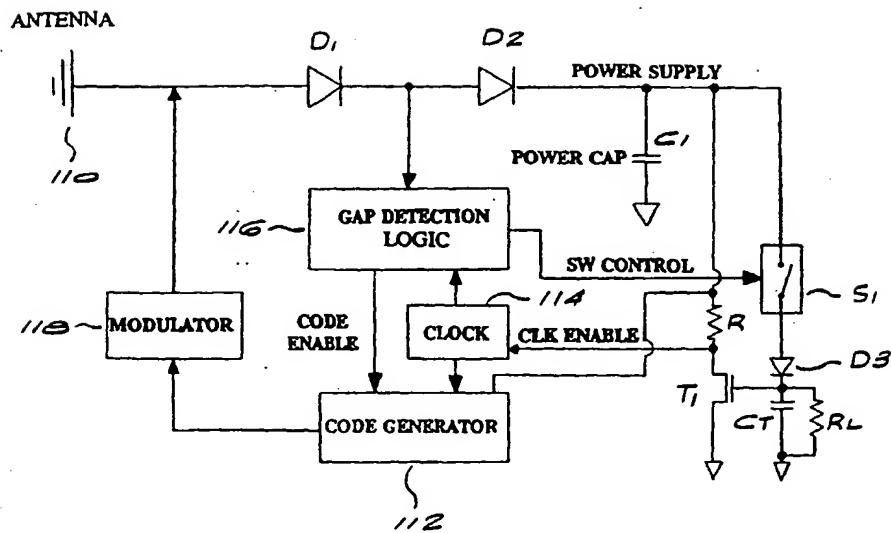 ANTENNA
D1
D2
POWER SUPPLY
110
C1
POWER CAP
116
GAP DETECTION
LOGIC
SW CONTROL
S1
114
118
MODULATOR
CODE
ENABLE
CLOCK
CLK ENABLE
R
D3
T1
CT
RL
CODE GENERATOR
112